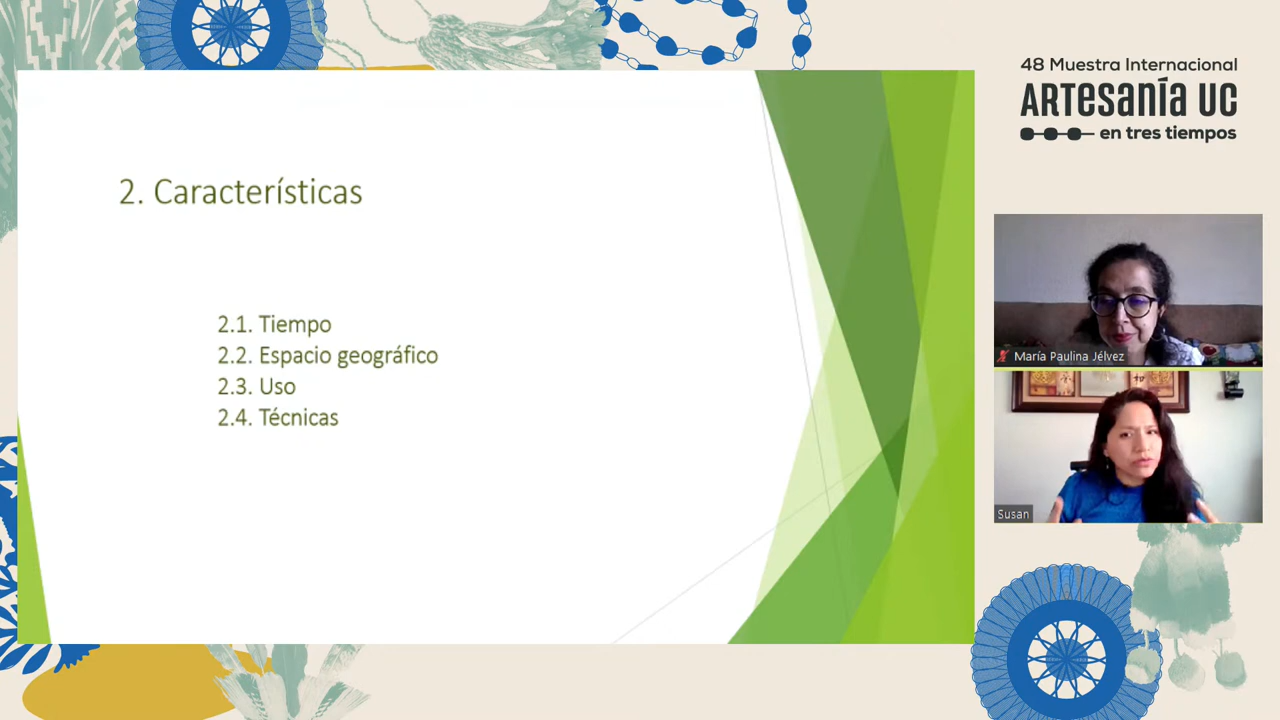 2. Características
2.1. Tiempo
2.2. Espacio geográfico
2.3. Uso
2.4. Técnicas
48 Muestra Internacional
ARTesanía UC
en tres tiempos
María Paulina Jélvez
Susan